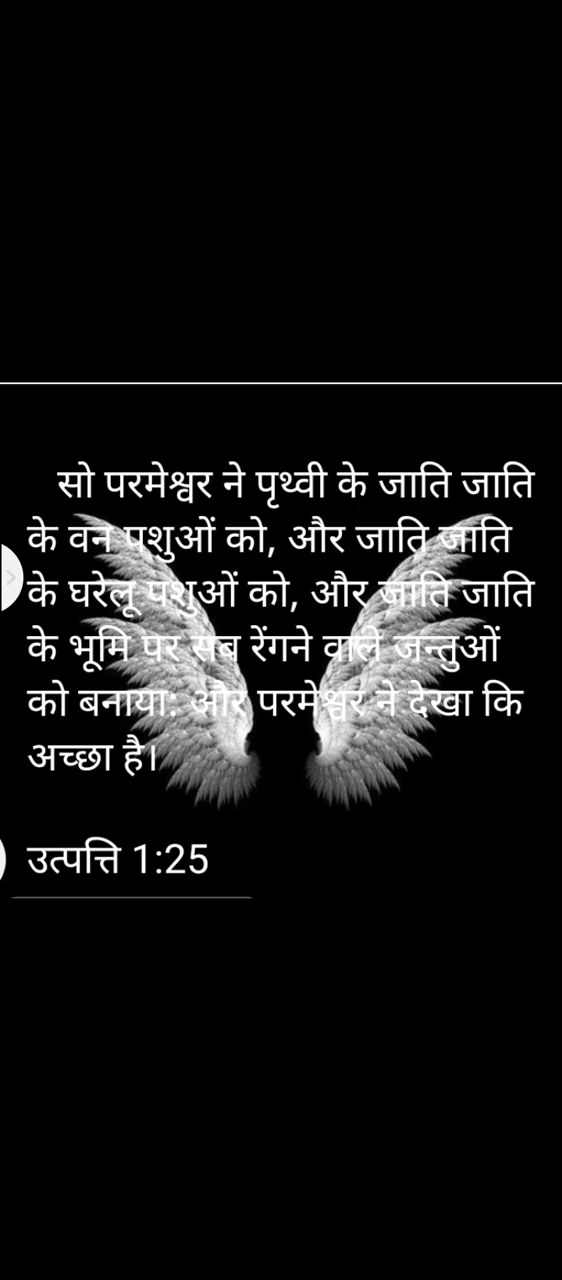 सो परमेश्वर ने पृथ्वी के जाति जाति
के वन पशुओं को, और जाति जाति
के घरेलू पशुओं को, और जाति जाति
के भूमि पर सब रेंगने वाले जन्तुओं
को बनाया: और परमेश्वर ने देखा कि
अच्छा है।
उत्पत्ति 1:25